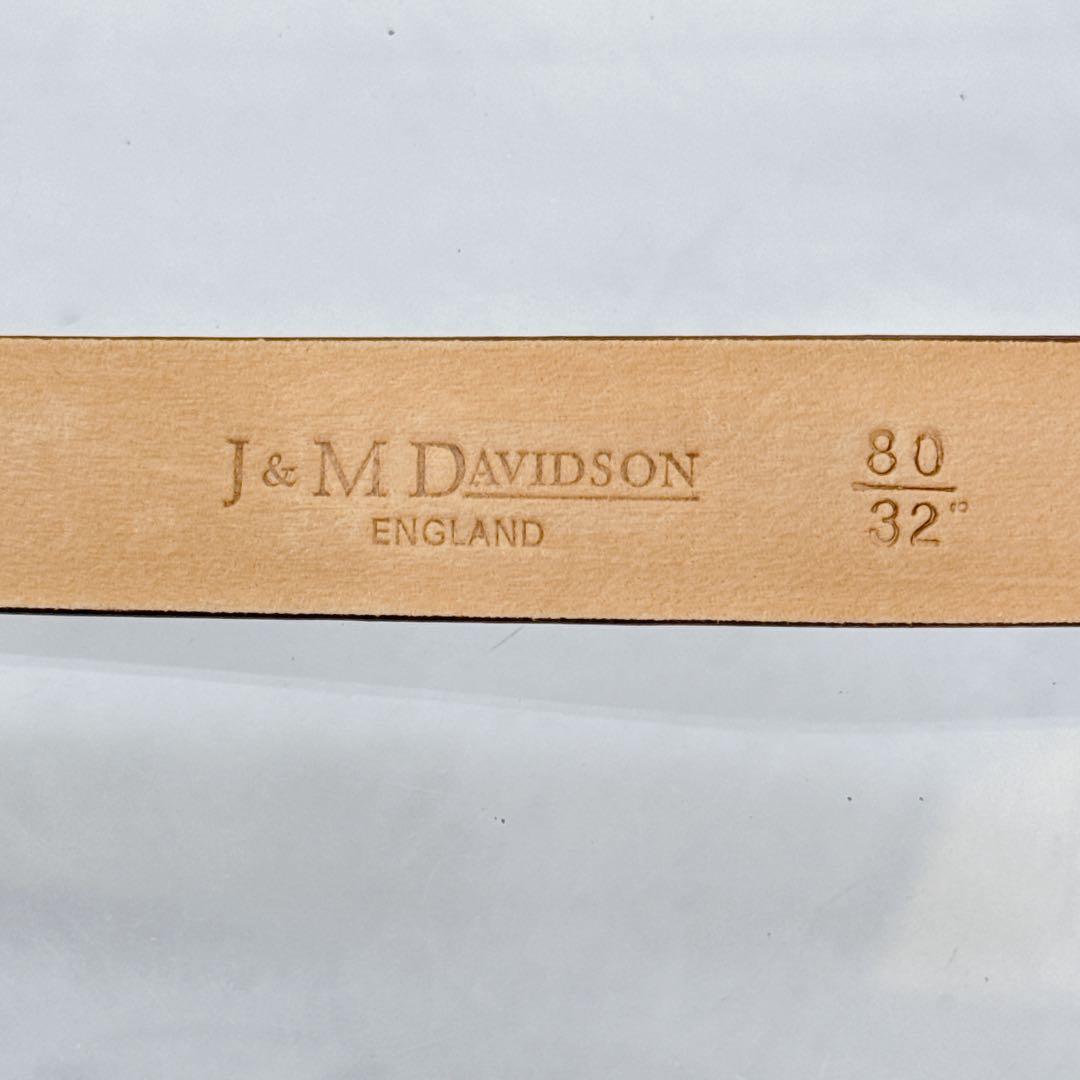 J & M DAVIDSON
ENGLAND
80
32"